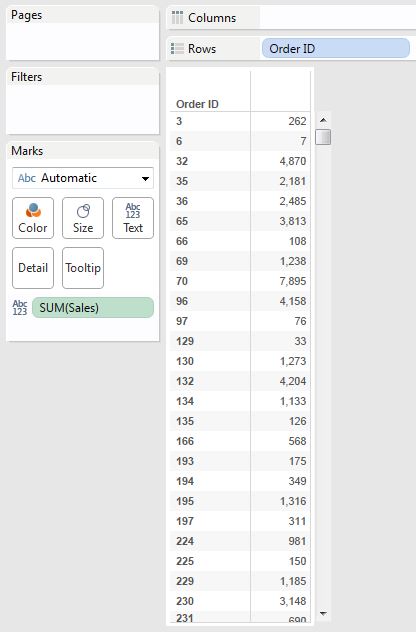 Pages
Filters
Marks
Abc Automatic
Color
Size
Abc
123
Text
Detail
Tooltip
Abc
123
SUM(Sales)
Columns
Rows
Order ID
Order ID
3 262
6 7
32 4,870
35 2,181
36 2,485
65 3,813
66 108
69 1,238
70 7,895
96 4,158
97 76
129 33
130 1,273
132 4,204
134 1,133
135 126
166 568
193 175
194 349
195 1,316
197 311
224 981
225 150
229 1,185
230 3,148
231 690